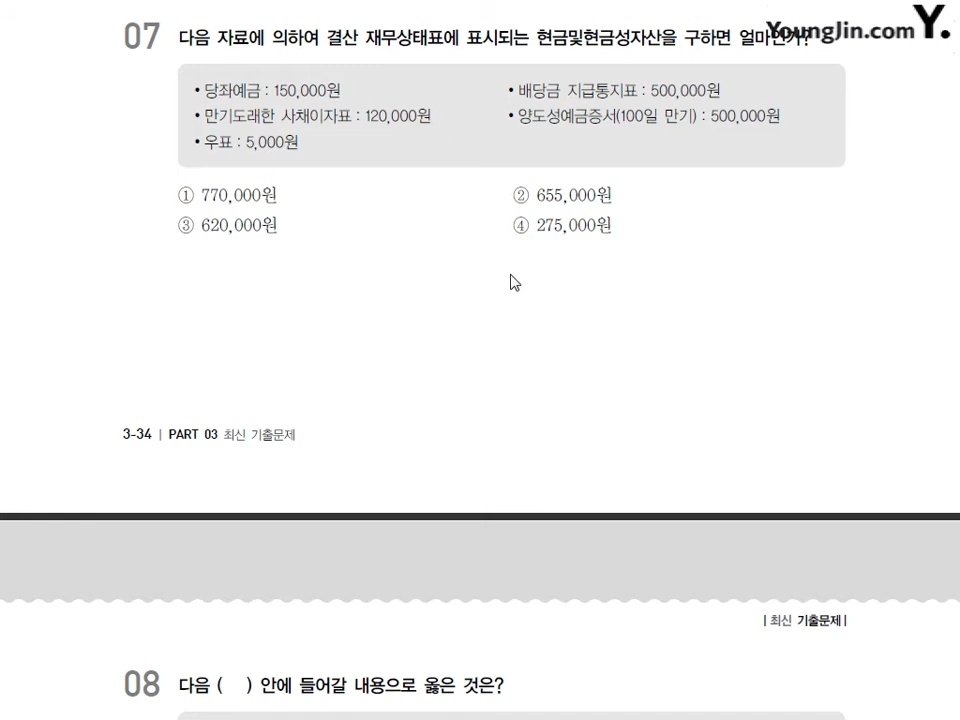 YoungJin.com Y.
07 다음 자료에 의하여 결산 재무상태표에 표시되는 현금및현금성자산을 구하면 얼마인가?
• 당좌예금 : 150,000원 • 배당금 지급통지표 : 500,000원
• 만기도래한 사채이자표 : 120,000원 • 양도성예금증서(100일 만기) : 500,000원
• 우표 : 5,000원
① 770,000원 ② 655,000원
③ 620,000원 ④ 275,000원
3-34 | PART 03 최신 기출문제
| 최신 기출문제 |
08 다음 ( ) 안에 들어갈 내용으로 옳은 것은?